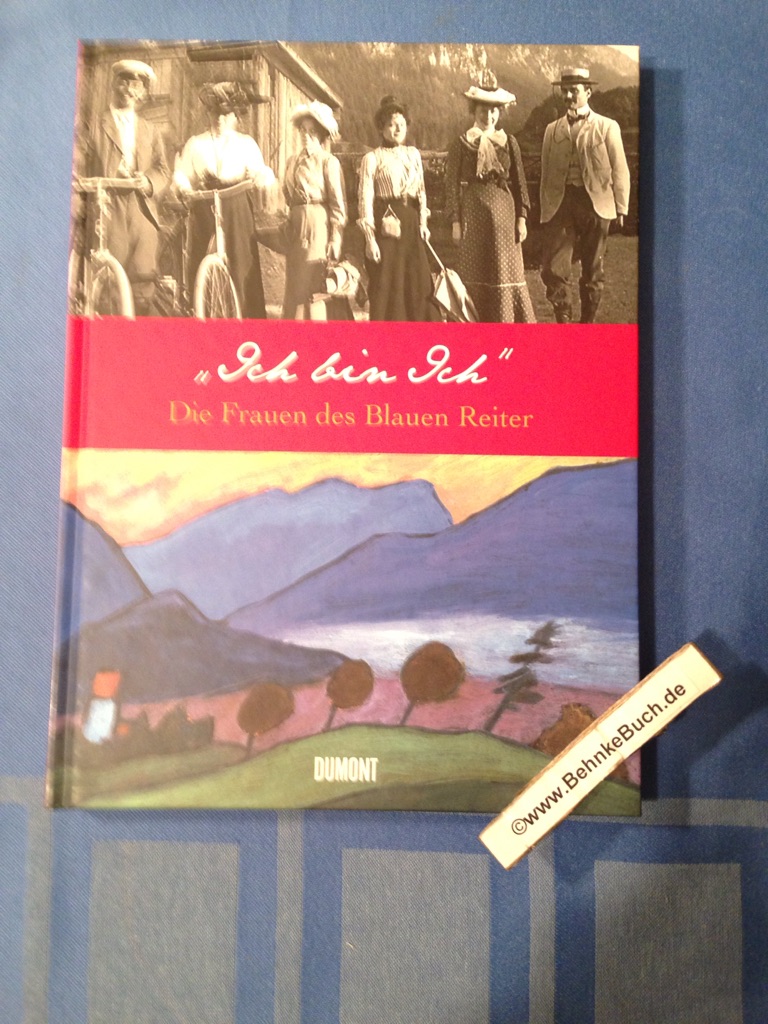 „Ich bin Ich"
Die Frauen des Blauen Reiter
DUMONT
©www.BehnkeBuch.de